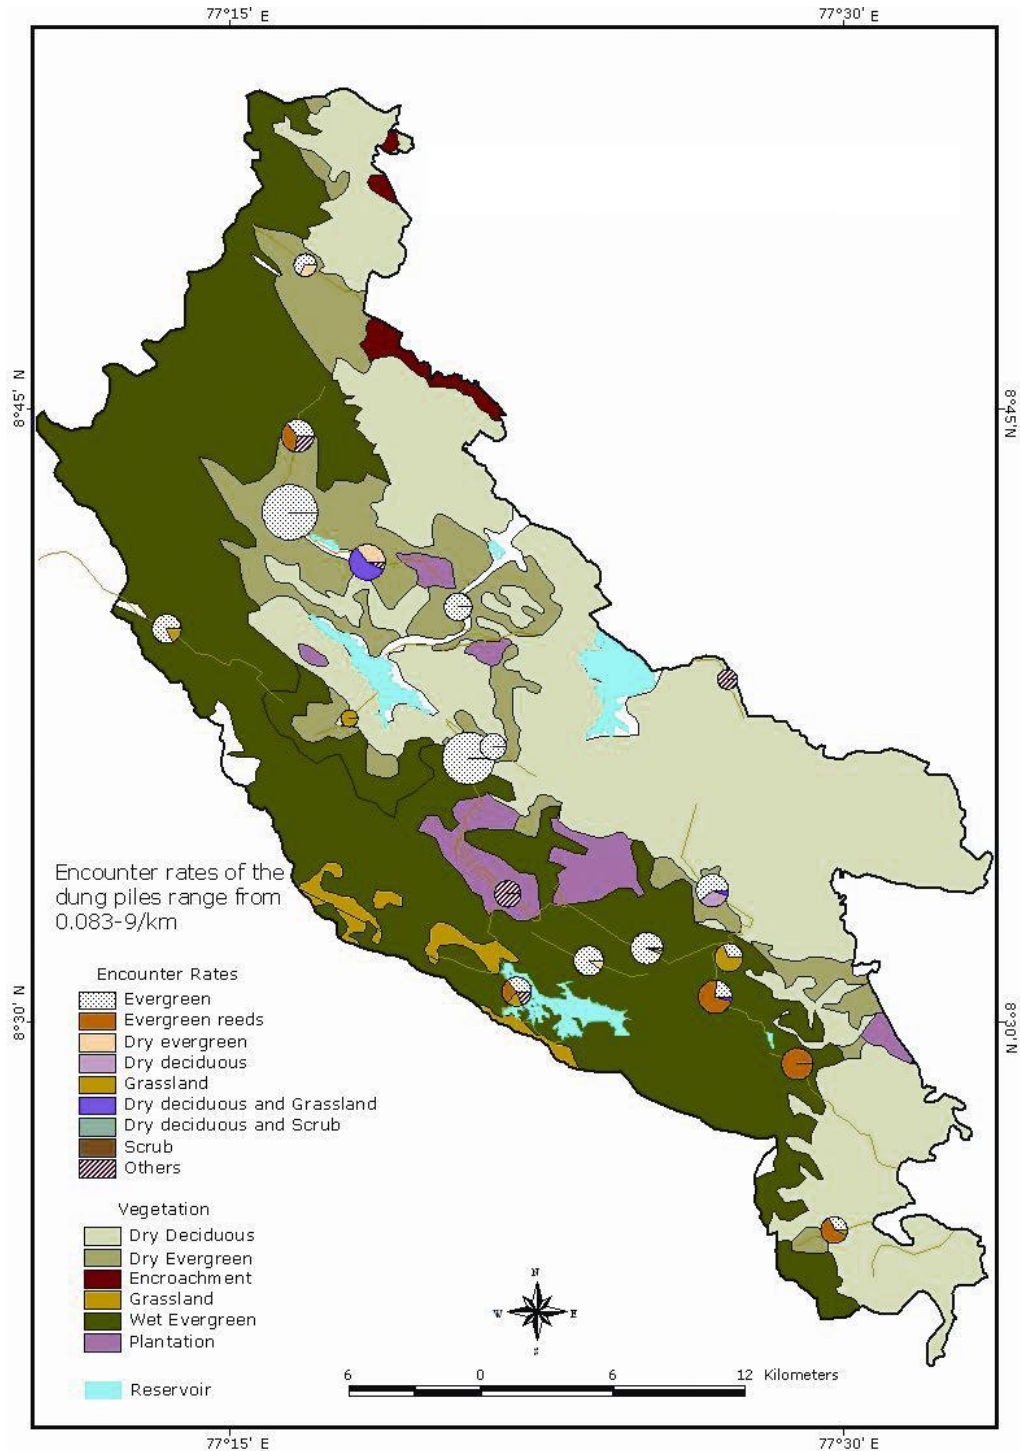 77°15' E
77°30' E
8°45' N
8°45'N
Encounter rates of the
dung piles range from
0.083-9/km
Encounter Rates
Evergreen
Evergreen reeds
Dry evergreen
Dry deciduous
Grassland
Dry deciduous and Grassland
Dry deciduous and Scrub
Scrub
Others
8°30' N
8°30'N
Vegetation
Dry Deciduous
Dry Evergreen
Encroachment
Grassland
Wet Evergreen
Plantation
Reservoir
N
W
E
S
6 0 6 12 Kilometers
77°15' E
77°30' E